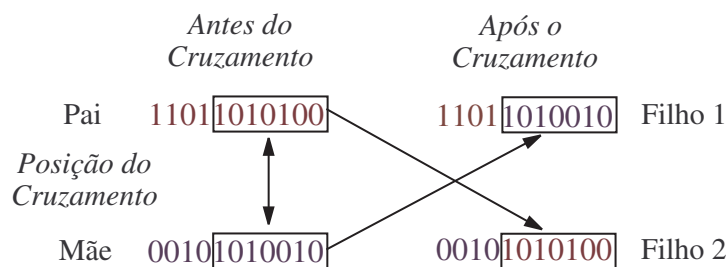 Antes do Cruzamento
Após o Cruzamento
Pai 11011010100 11011010010 Filho 1
Posição do Cruzamento
Mãe 00101010010 00101010100 Filho 2